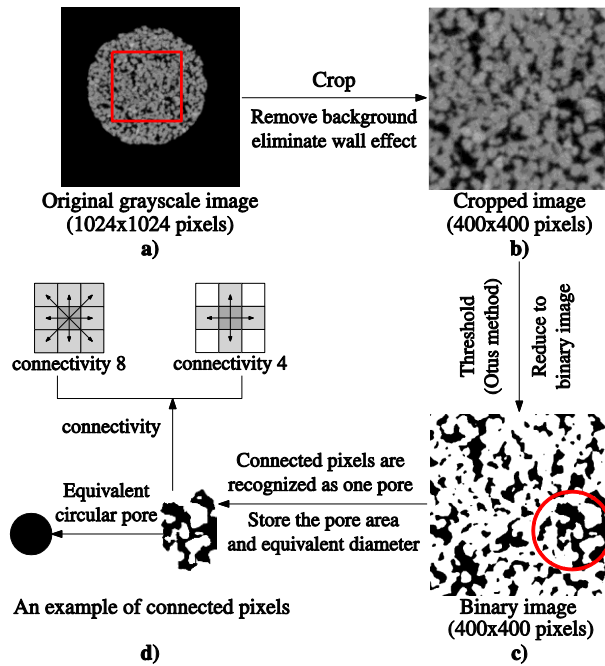 Crop
Remove background
eliminate wall effect
Original grayscale image
(1024x1024 pixels)
a)
Cropped image
(400x400 pixels)
b)
Threshold
(Otus method)
Reduce to
binary image
connectivity 8
connectivity 4
connectivity
Connected pixels are
recognized as one pore
Store the pore area
and equivalent diameter
Equivalent
circular pore
An example of connected pixels
d)
Binary image
(400x400 pixels)
c)